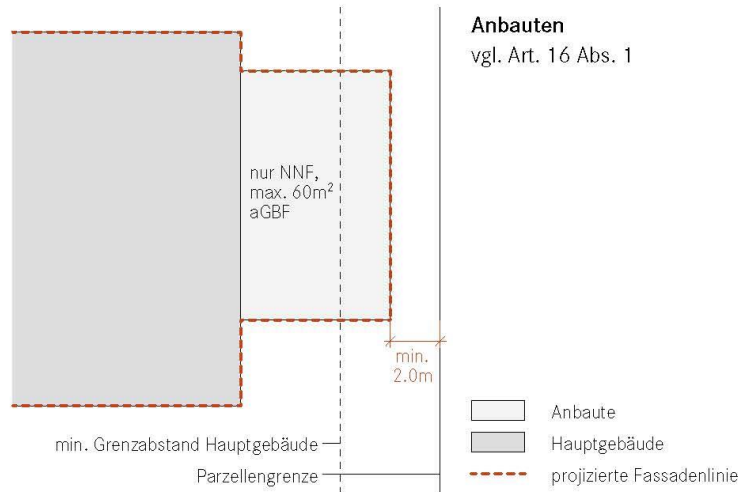 Anbauten
vgl. Art. 16 Abs. 1
nur NNF,
max. 60m²
aGBF
min.
2.0m
min. Grenzabstand Hauptgebäude
Parzellengrenze
Anbaute
Hauptgebäude
projizierte Fassadenlinie